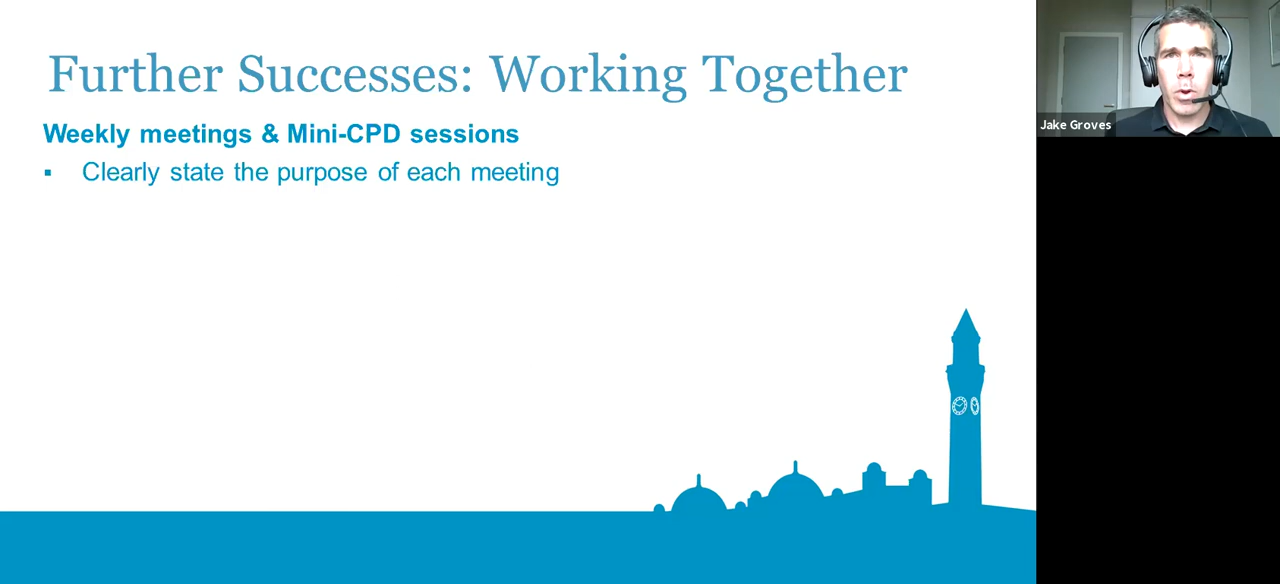 Further Successes: Working Together
Weekly meetings & Mini-CPD sessions
▪ Clearly state the purpose of each meeting
Jake Groves